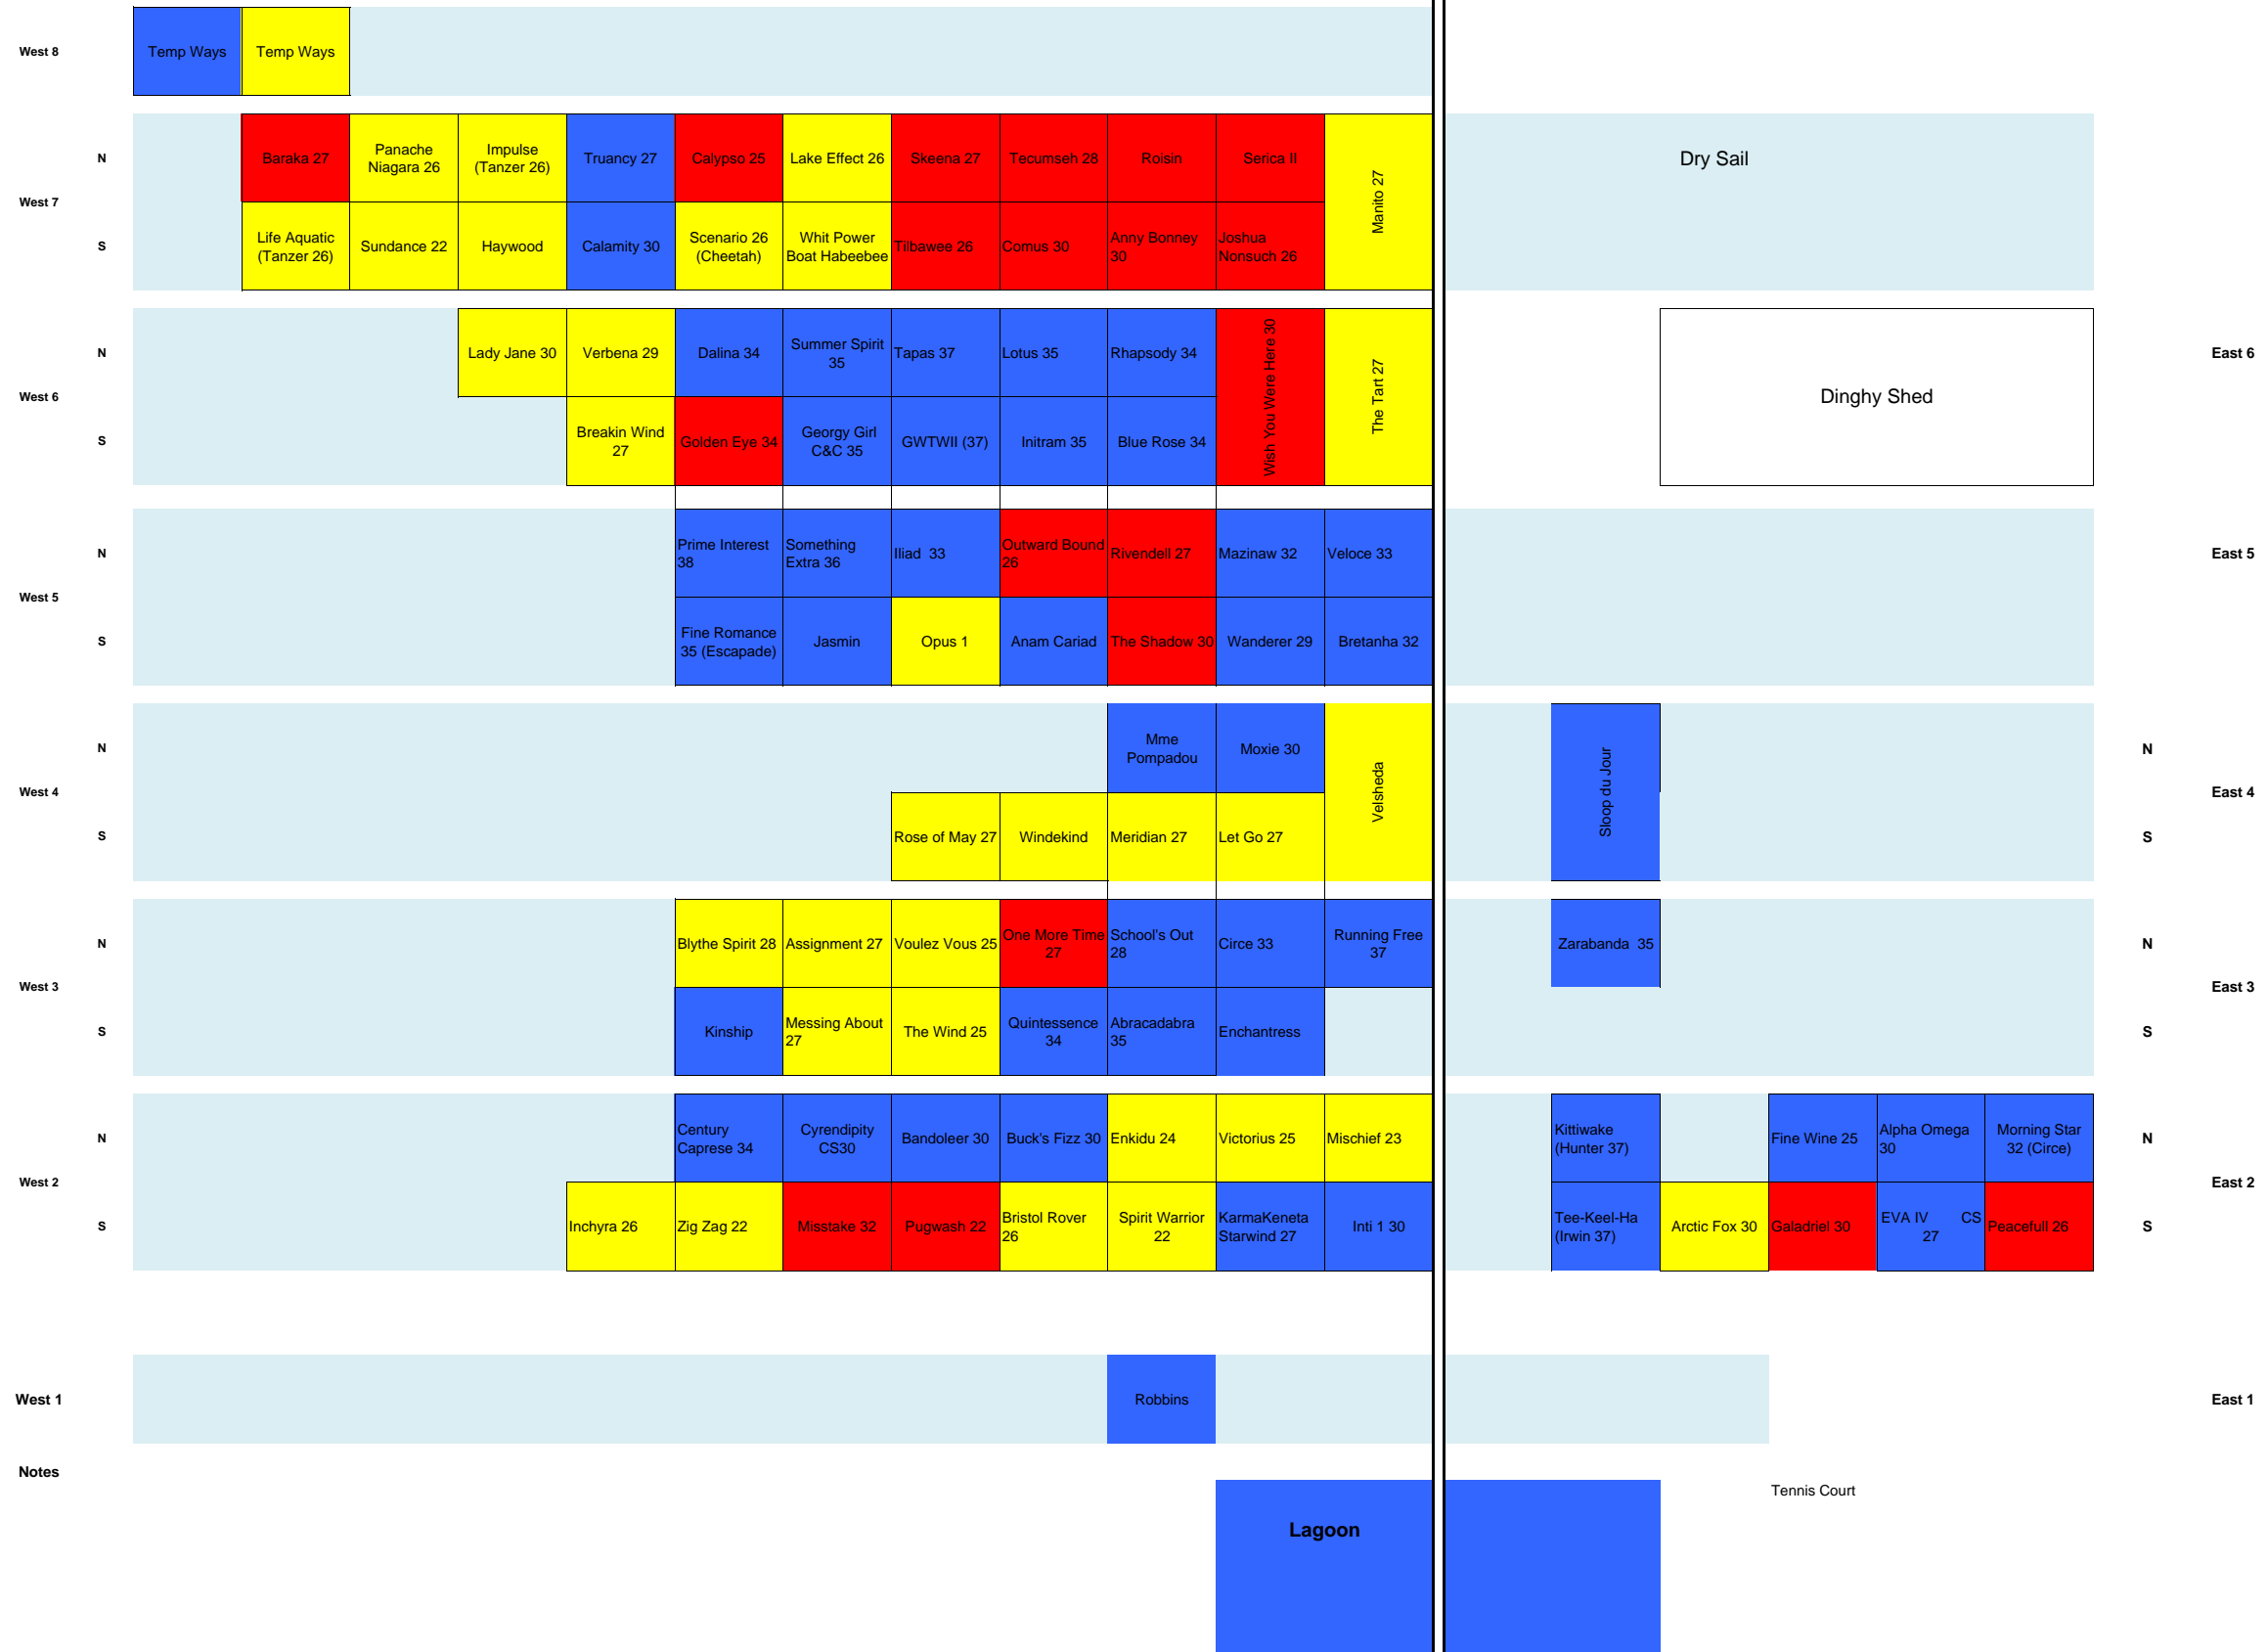 West 8
Temp Ways
Temp Ways
N
West 7
S
Baraka 27
Panache
Niagara 26
Impulse
(Tanzer 26)
Truancy 27
Calypso 25
Lake Effect 26
Skeena 27
Tecumseh 28
Roisin
Serica II
Manito 27
Dry Sail
Life Aquatic
(Tanzer 26)
Sundance 22
Haywood
Calamity 30
Scenario 26
(Cheetah)
Whit Power
Boat Habeebee
Tilbawee 26
Comus 30
Anny Bonney
30
Joshua
Nonsuch 26
N
West 6
S
Lady Jane 30
Verbena 29
Dalina 34
Summer Spirit
35
Tapas 37
Lotus 35
Rhapsody 34
Wish You Were Here 30
The Tart 27
Dinghy Shed
East 6
Breakin Wind
27
Golden Eye 34
Georgy Girl
C&C 35
GWTWII (37)
Initram 35
Blue Rose 34
N
West 5
S
Prime Interest
38
Something
Extra 36
Iliad 33
Outward Bound
26
Rivendell 27
Mazinaw 32
Veloce 33
East 5
Fine Romance
35 (Escapade)
Jasmin
Opus 1
Anam Cariad
The Shadow 30
Wanderer 29
Bretanha 32
N
West 4
S
Mme
Pompadou
Moxie 30
Velsheda
Sloop du Jour
N
East 4
S
Rose of May 27
Windekind
Meridian 27
Let Go 27
N
West 3
S
Blythe Spirit 28
Assignment 27
Voulez Vous 25
One More Time
27
School's Out
28
Circe 33
Running Free
37
Zarabanda 35
N
East 3
S
Kinship
Messing About
27
The Wind 25
Quintessence
34
Abracadabra
35
Enchantress
N
West 2
S
Century
Caprese 34
Cyrendipity
CS30
Bandoleer 30
Buck's Fizz 30
Enkidu 24
Victorius 25
Mischief 23
Kittiwake
(Hunter 37)
Fine Wine 25
Alpha Omega
30
Morning Star
32 (Circe)
N
East 2
S
Inchyra 26
Zig Zag 22
Misstake 32
Pugwash 22
Bristol Rover
26
Spirit Warrior
22
KarmaKeneta
Starwind 27
Inti 1 30
Tee-Keel-Ha
(Irwin 37)
Arctic Fox 30
Galadriel 30
EVA IV CS
27
Peacefull 26
West 1
Robbins
East 1
Notes
Tennis Court
Lagoon